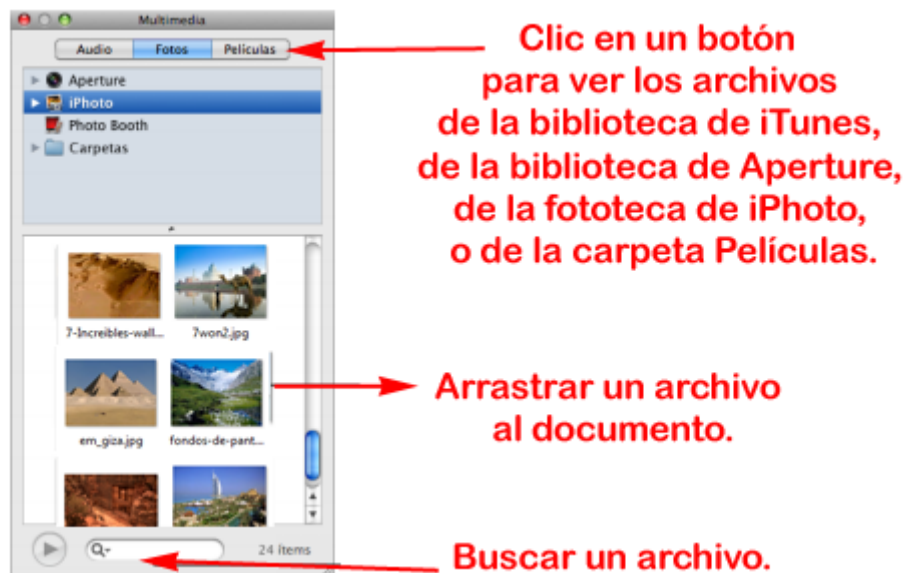 Multimedia
Audio Fotos Películas
Aperture
iPhoto
Photo Booth
Carpetas
7-Increibles-wall...
7won2.jpg
em_giza.jpg
fondos-de-pant...
24 ítems
Clic en un botón
para ver los archivos
de la biblioteca de iTunes,
de la biblioteca de Aperture,
de la fototeca de iPhoto,
o de la carpeta Películas.
Arrastrar un archivo
al documento.
Buscar un archivo.